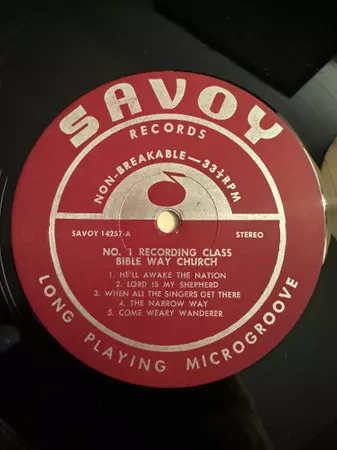 SAVOY
RECORDS
NON-BREAKABLE—33⅓RPM
SAVOY 14257-A STEREO
NO. 1 RECORDING CLASS
BIBLE WAY CHURCH
1. HE'LL AWAKE THE NATION
2. LORD IS MY SHEPHERD
3. WHEN ALL THE SINGERS GET THERE
4. THE NARROW WAY
5. COME WEARY WANDERER
LONG PLAYING MICROGROOVE